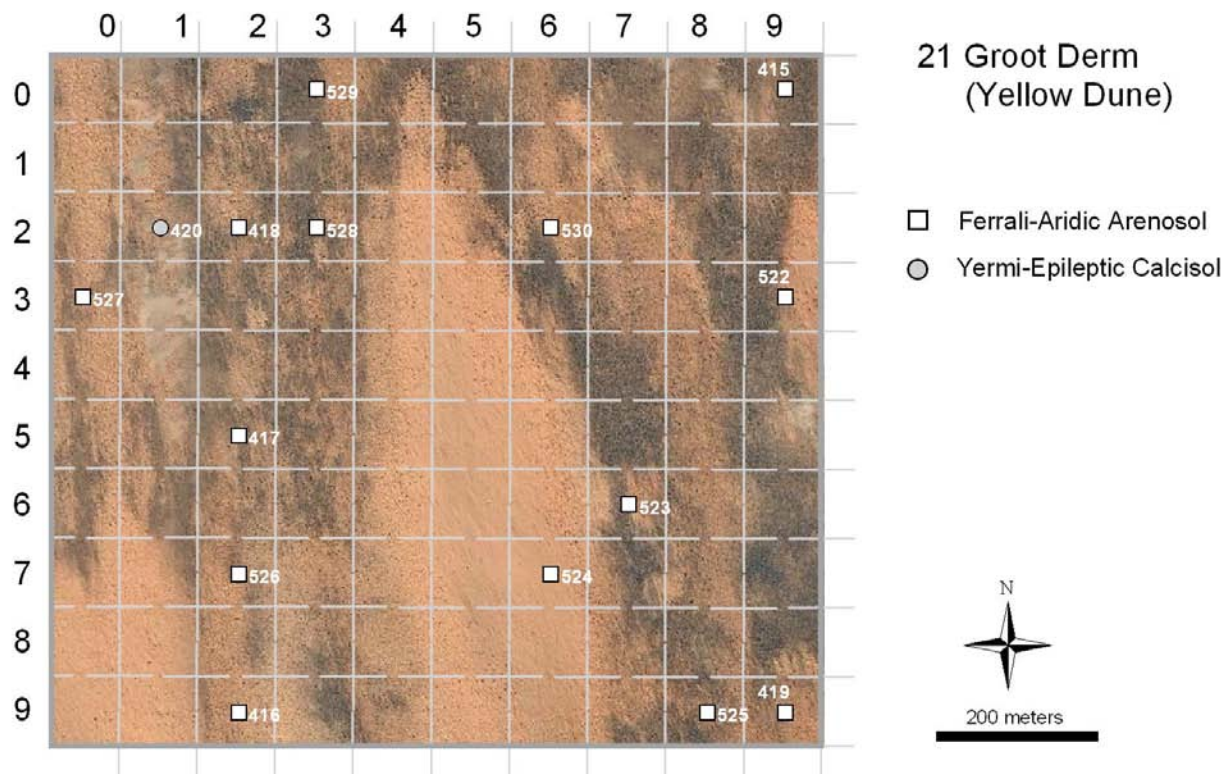 0 1 2 3 4 5 6 7 8 9
21 Groot Derm
(Yellow Dune)
0 529 415
1
2 420 418 528 530
Ferrali-Aridic Arenosol
Yermi-Epileptic Calcisol
3 527 522
4
5 417
6 523
7 526 524
N
8
9 416 525 419
200 meters